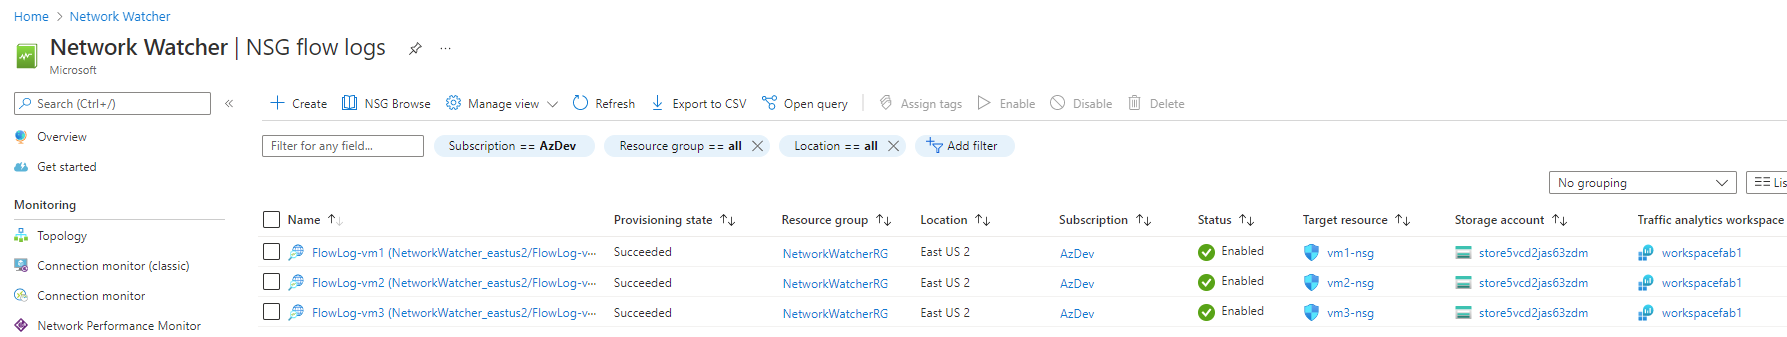 Home > Network Watcher
Network Watcher | NSG flow logs ...
Microsoft
Search (Ctrl+/) «
Create NSG Browse Manage view Refresh Export to CSV Open query Assign tags Enable Disable Delete
Overview
Get started
Filter for any field... Subscription == AzDev Resource group == all Location == all Add filter
No grouping Lis
Monitoring
Topology
Connection monitor (classic)
Connection monitor
Network Performance Monitor
Name Provisioning state Resource group Location Subscription Status Target resource Storage account Traffic analytics workspace
FlowLog-vm1 (NetworkWatcher_eastus2/FlowLog-v... Succeeded NetworkWatcherRG East US 2 AzDev Enabled vm1-nsg store5vcd2jas63zdm workspacefab1
FlowLog-vm2 (NetworkWatcher_eastus2/FlowLog-v... Succeeded NetworkWatcherRG East US 2 AzDev Enabled vm2-nsg store5vcd2jas63zdm workspacefab1
FlowLog-vm3 (NetworkWatcher_eastus2/FlowLog-v... Succeeded NetworkWatcherRG East US 2 AzDev Enabled vm3-nsg store5vcd2jas63zdm workspacefab1